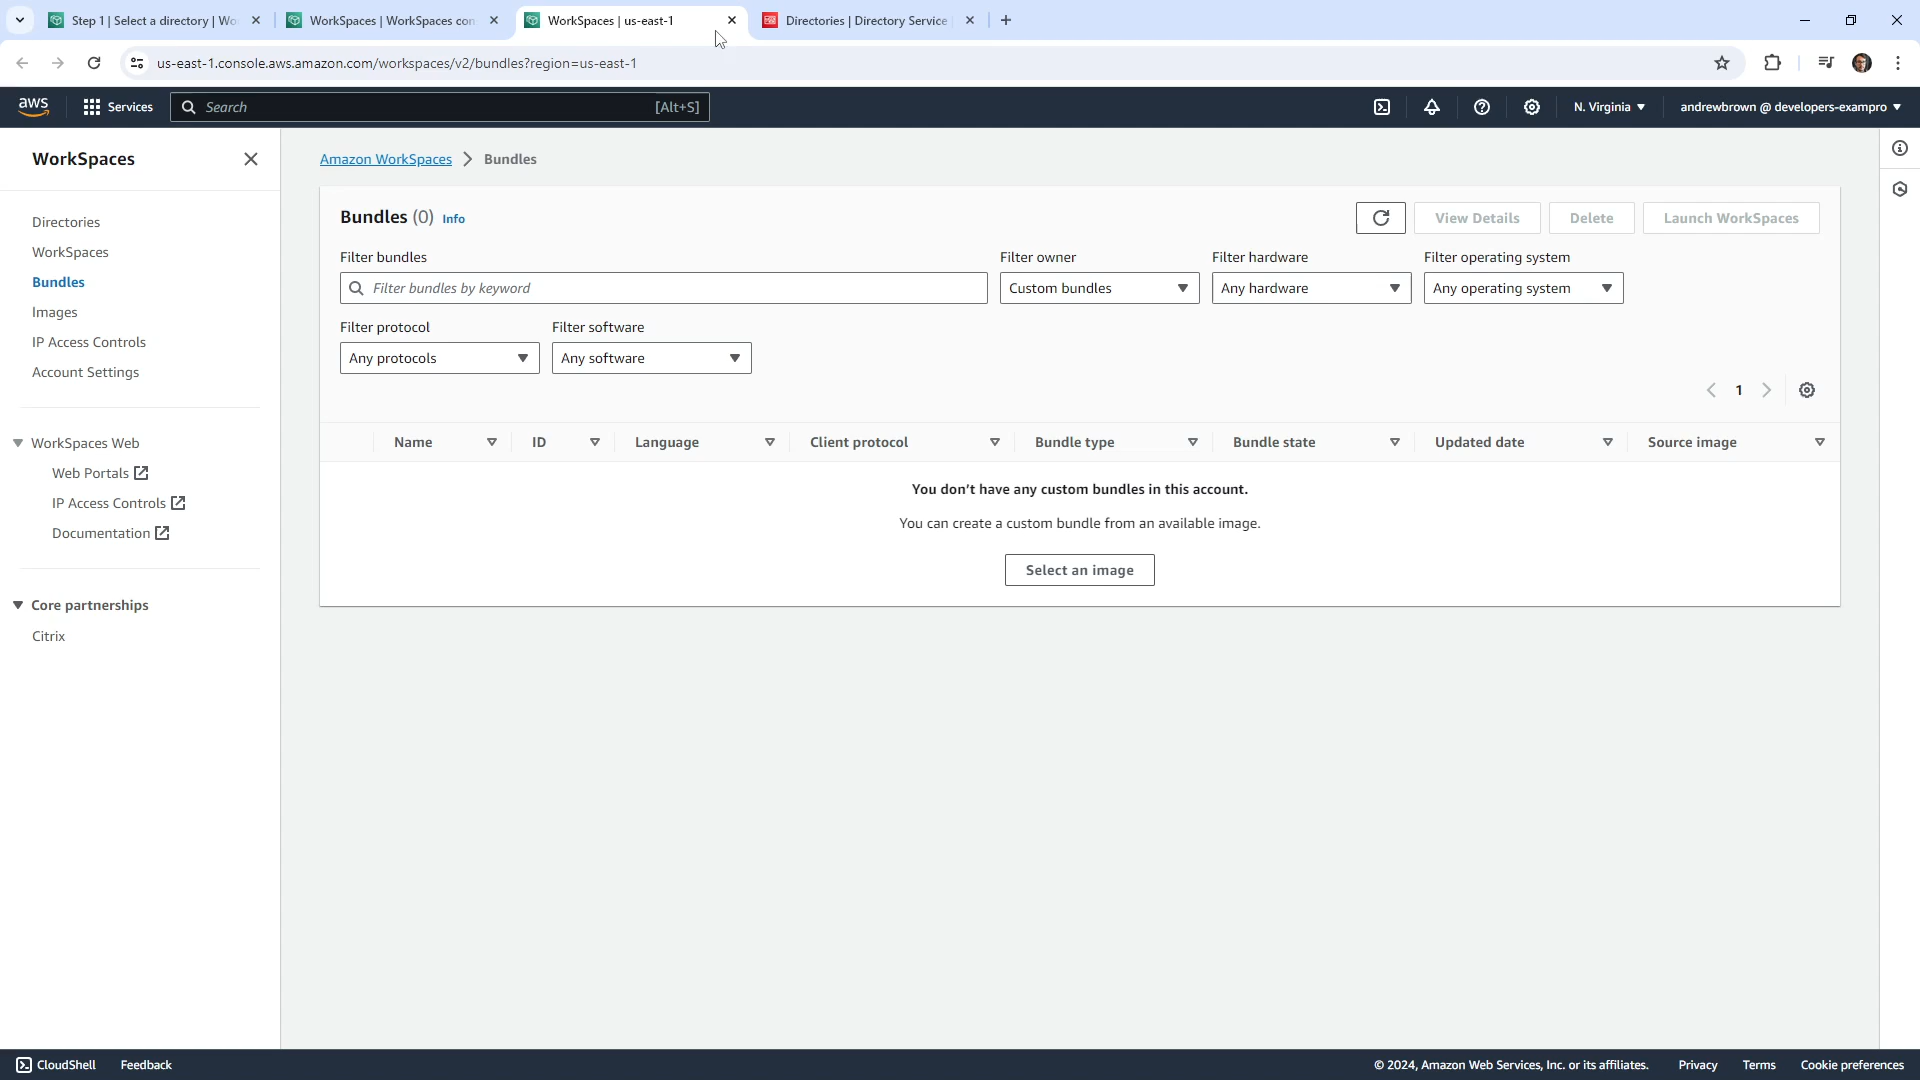 Step 1 | Select a directory | Wo
WorkSpaces | WorkSpaces con
WorkSpaces | us-east-1
Directories | Directory Service
us-east-1.console.aws.amazon.com/workspaces/v2/bundles?region=us-east-1
aws
Services
Search
[Alt+S]
N. Virginia
andrewbrown @ developers-exampro
WorkSpaces
Directories
WorkSpaces
Bundles
Images
IP Access Controls
Account Settings
WorkSpaces Web
Web Portals
IP Access Controls
Documentation
Core partnerships
Citrix
Amazon WorkSpaces > Bundles
Bundles (0) Info
View Details
Delete
Launch WorkSpaces
Filter bundles
Filter bundles by keyword
Filter owner
Custom bundles
Filter hardware
Any hardware
Filter operating system
Any operating system
Filter protocol
Any protocols
Filter software
Any software
1
Name
ID
Language
Client protocol
Bundle type
Bundle state
Updated date
Source image
You don't have any custom bundles in this account.
You can create a custom bundle from an available image.
Select an image
CloudShell
Feedback
© 2024, Amazon Web Services, Inc. or its affiliates.
Privacy
Terms
Cookie preferences